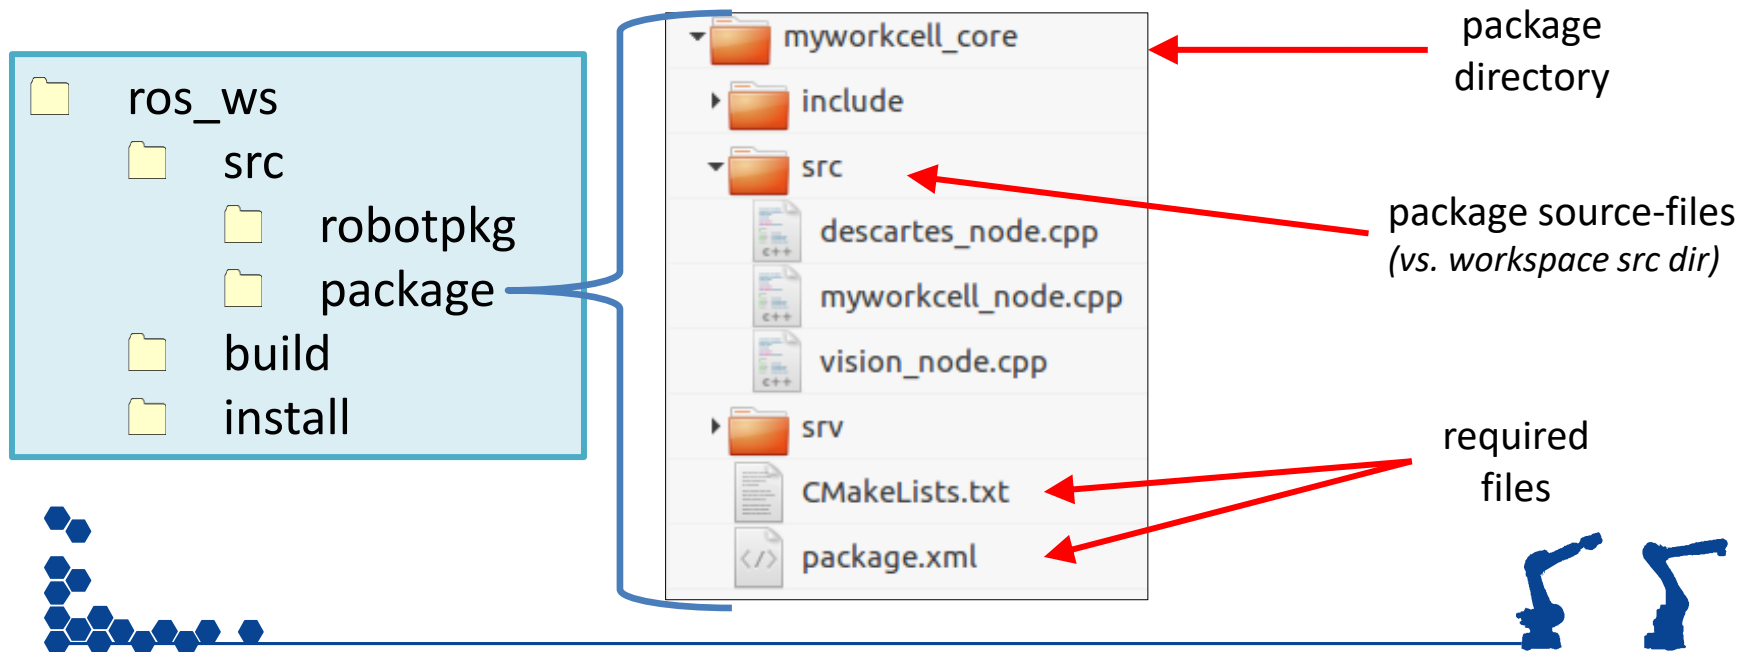 ros_ws
src
robotpkg
package
build
install
myworkcell_core
include
src
descartes_node.cpp
c++
myworkcell_node.cpp
c++
vision_node.cpp
c++
srv
CMakeLists.txt
</> package.xml
package
directory
package source-files
(vs. workspace src dir)
required
files